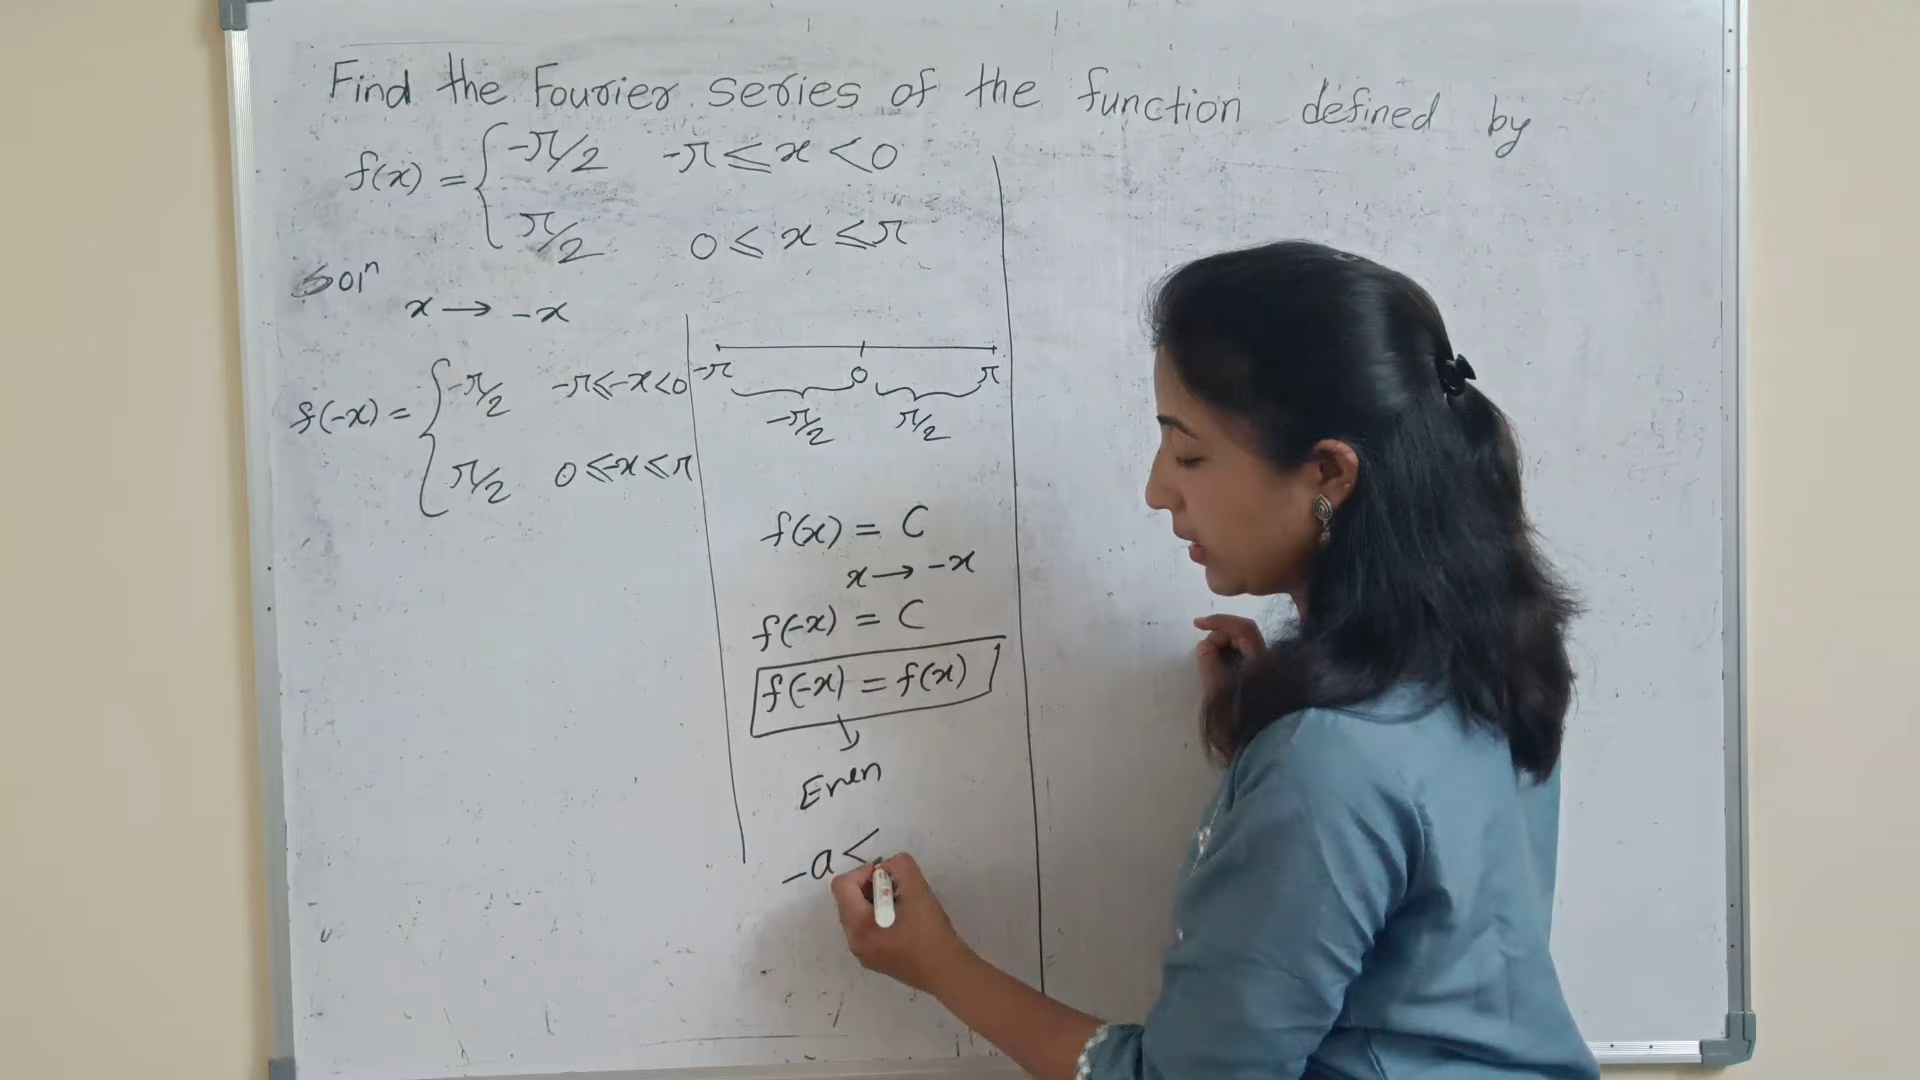 Find the Fourier series of the function defined by
f(x) = { -π/2 -π ≤ x < 0
π/2 0 ≤ x ≤ π
Solⁿ
x → -x
f(-x) = { -π/2 -π ≤ -x < 0
π/2 0 ≤ -x ≤ π
-π 0 π
-π/2 π/2
f(x) = C
x → -x
f(-x) = C
f(-x) = f(x)
Even
-a <